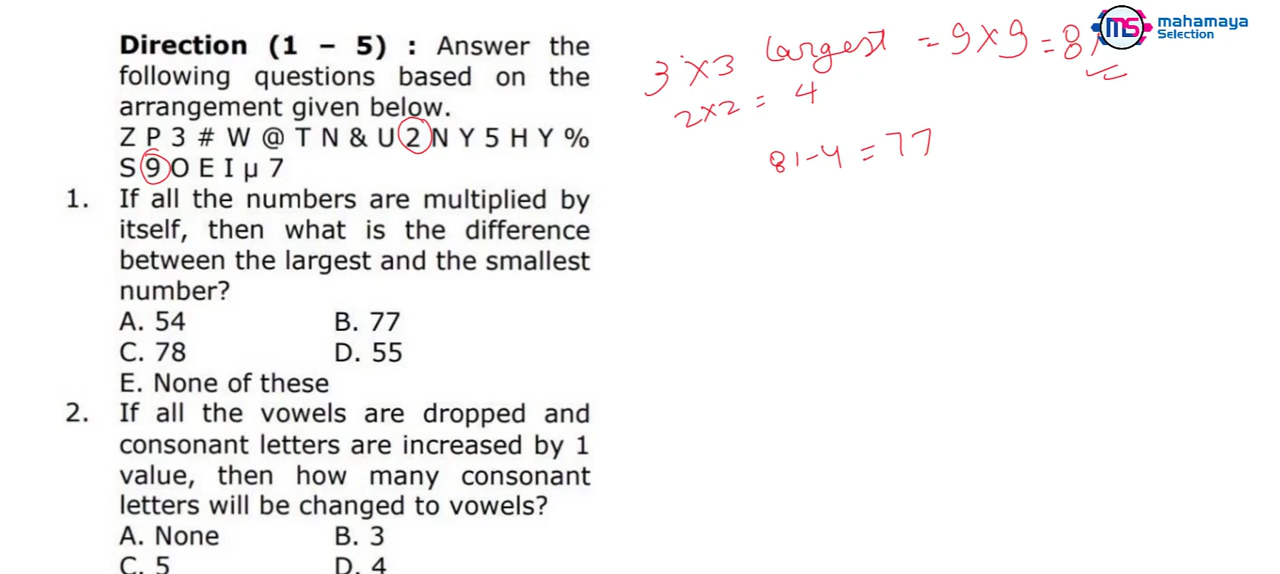 Direction (1 – 5) : Answer the
following questions based on the
arrangement given below.
Z P 3 # W @ T N & U 2 N Y 5 H Y %
S 9 O E I µ 7
1. If all the numbers are multiplied by
itself, then what is the difference
between the largest and the smallest
number?
A. 54 B. 77
C. 78 D. 55
E. None of these
2. If all the vowels are dropped and
consonant letters are increased by 1
value, then how many consonant
letters will be changed to vowels?
A. None B. 3
C. 5 D. 4
3×3 largest = 9×9 = 81
2×2 = 4
81-4 = 77
MS mahamaya
Selection